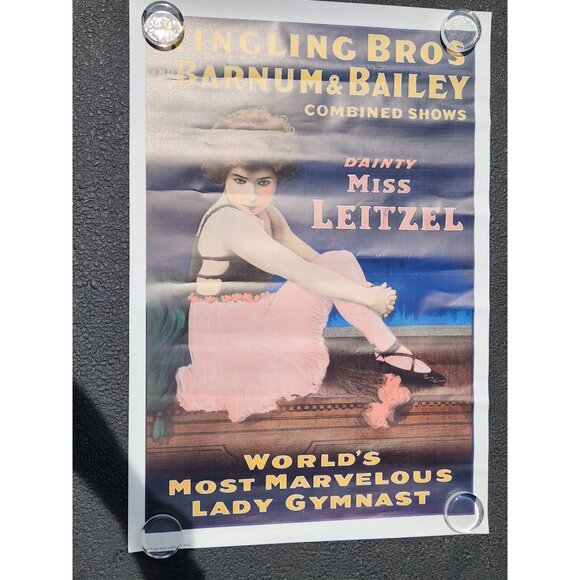 RINGLING BROS
BARNUM & BAILEY
COMBINED SHOWS
DAINTY
MISS
LEITZEL
WORLD'S
MOST MARVELOUS
LADY GYMNAST